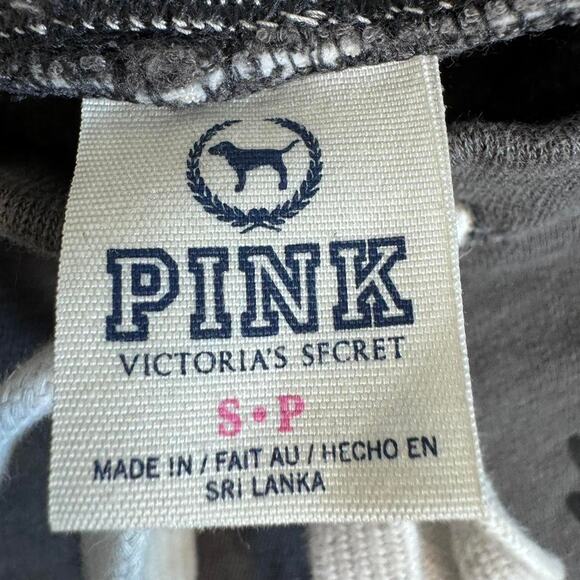 PINK
VICTORIA'S SECRET
S•P
MADE IN / FAIT AU / HECHO EN
SRI LANKA